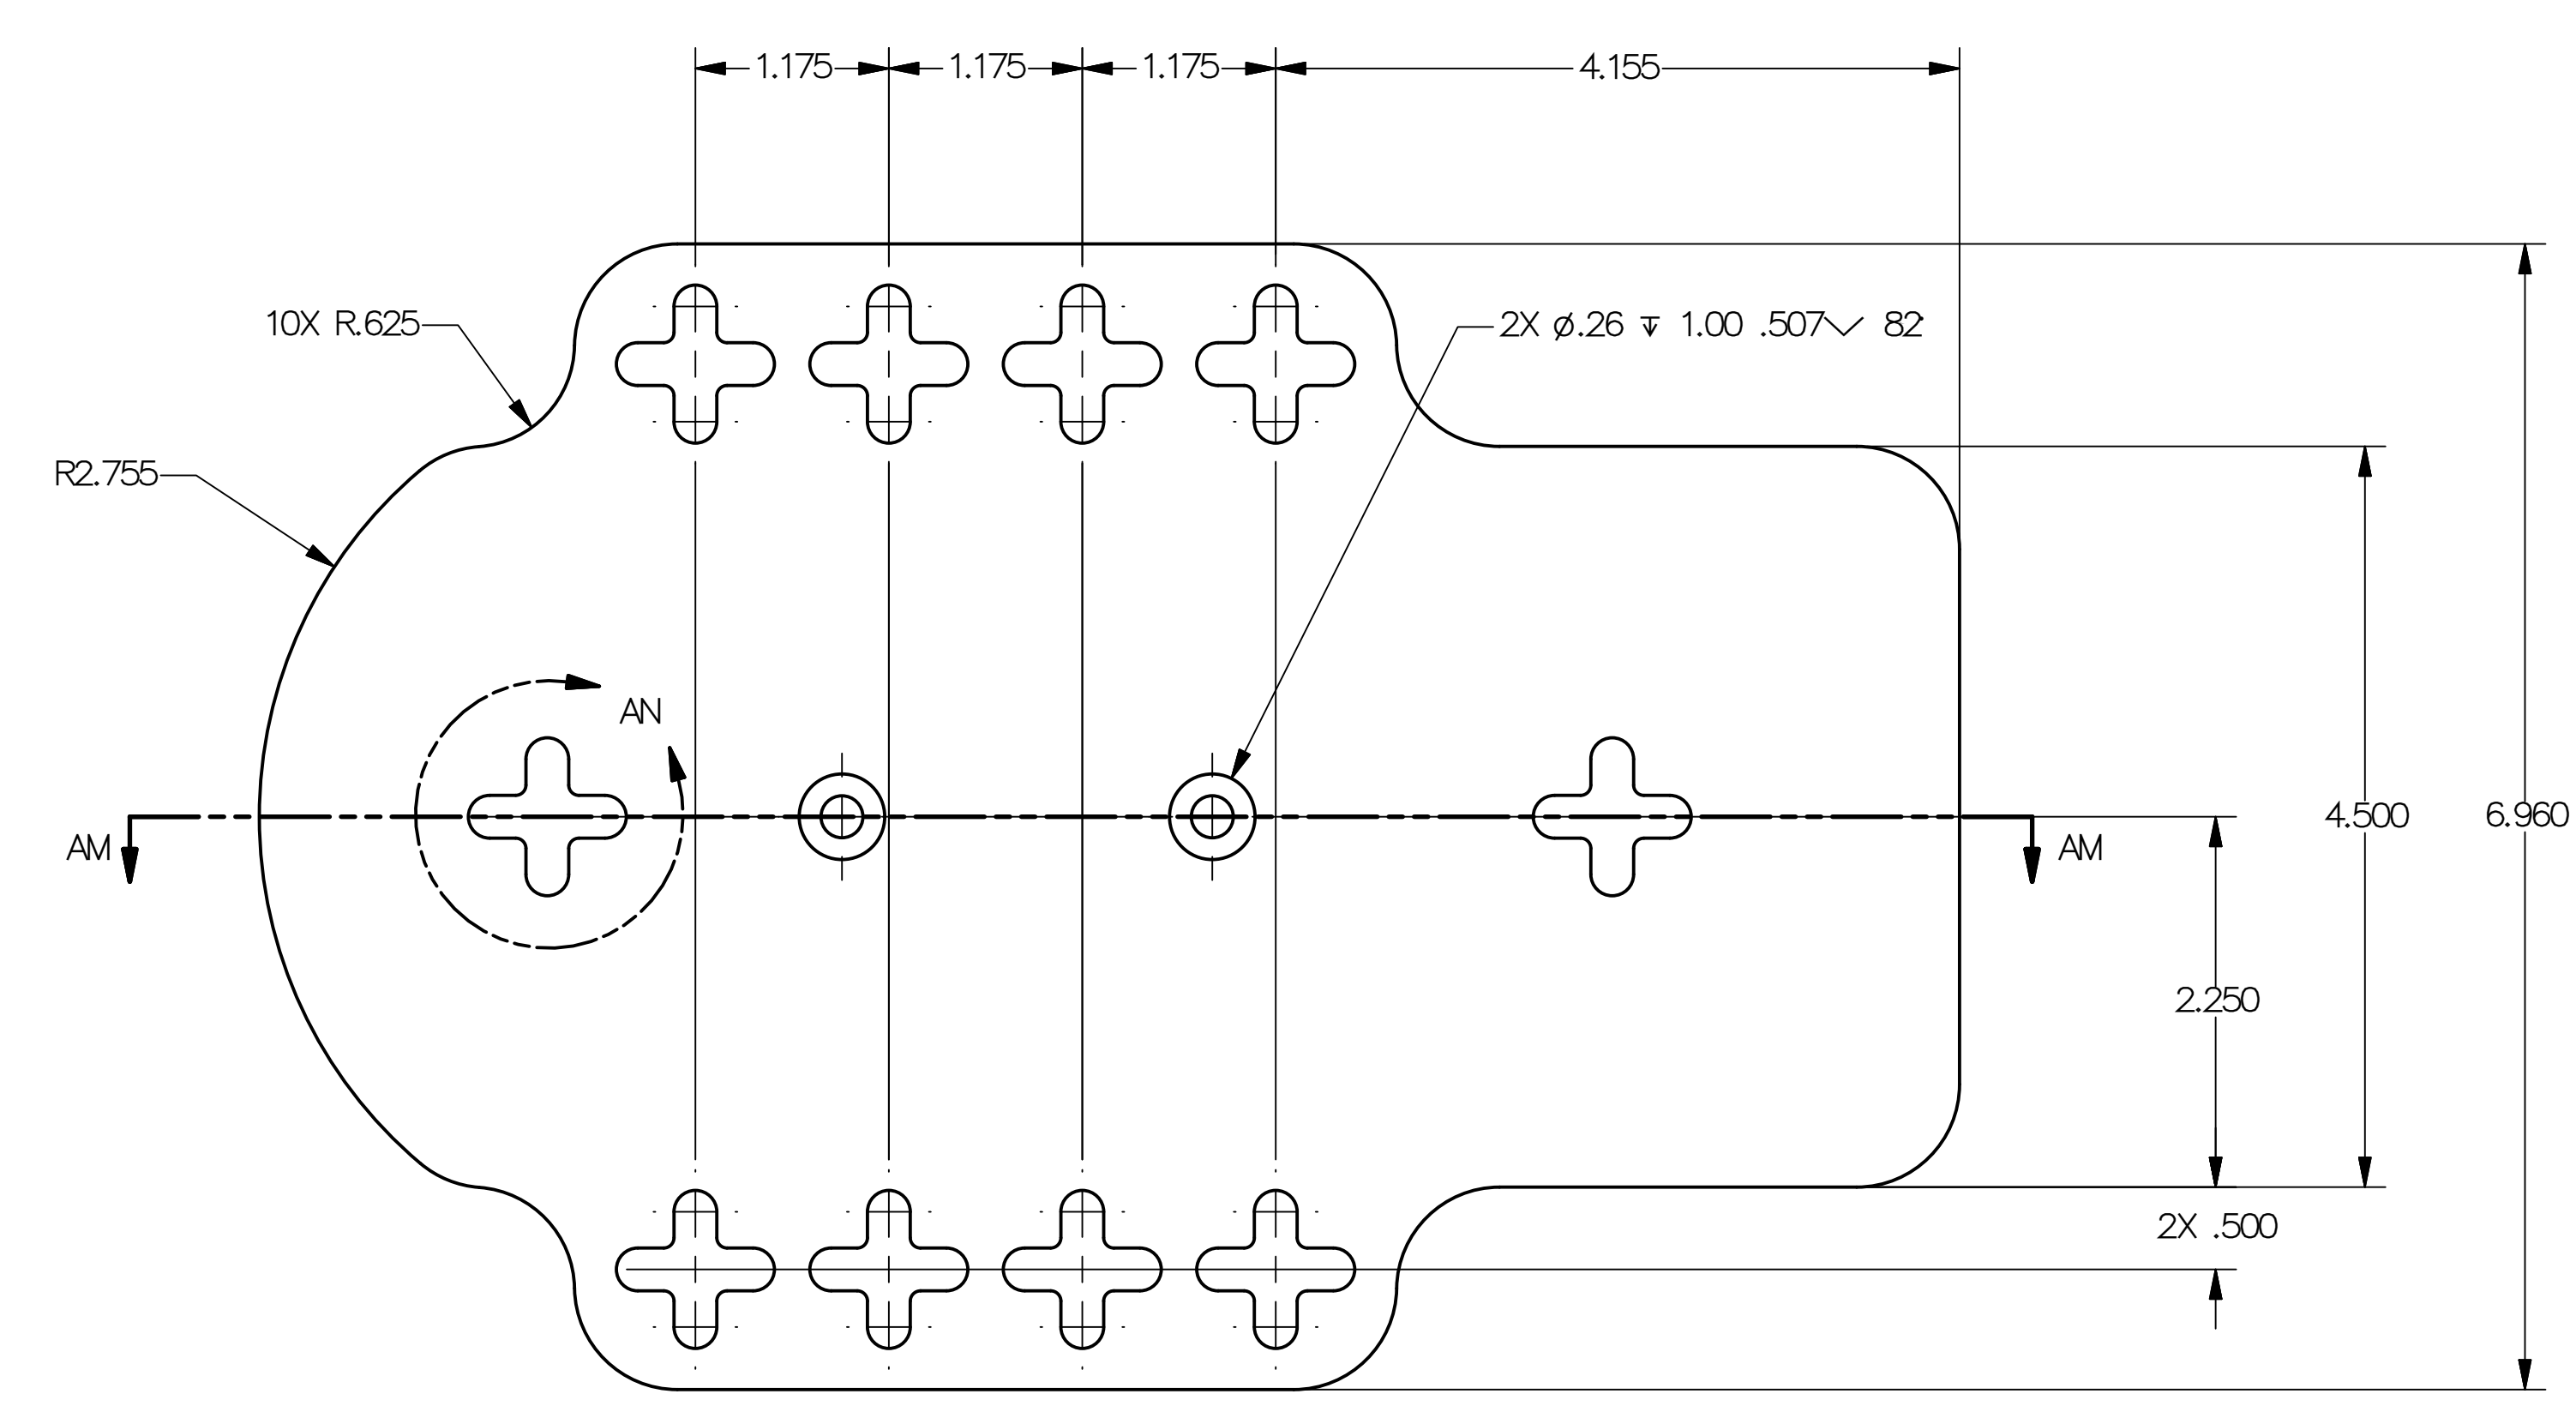 1.175 1.175 1.175 4.155
10X R.625
2X ⌀.26 ↧ 1.00 .507⌵ 82°
R2.755
AN
4.500
6.960
AM
AM
2.250
2X .500